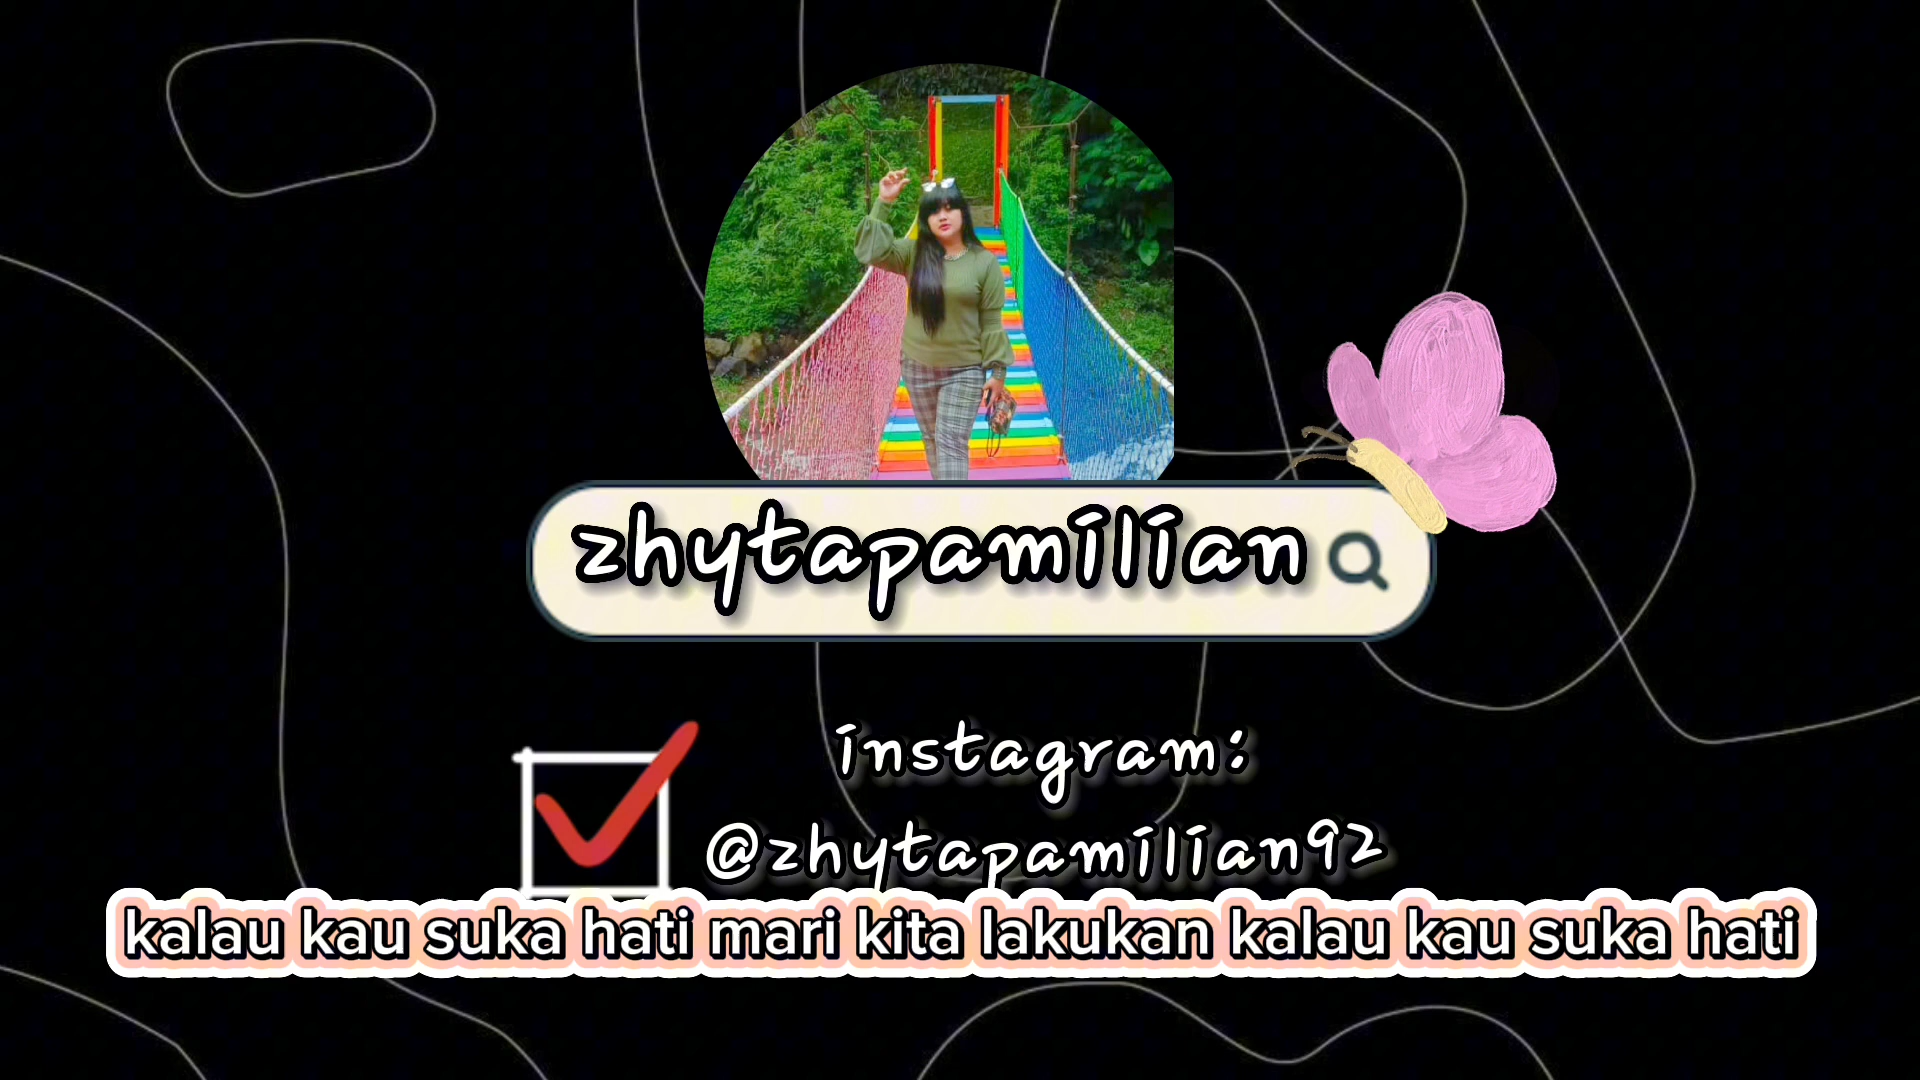 zhytapamilian
instagram:
@zhytapamilian92
kalau kau suka hati mari kita lakukan kalau kau suka hati